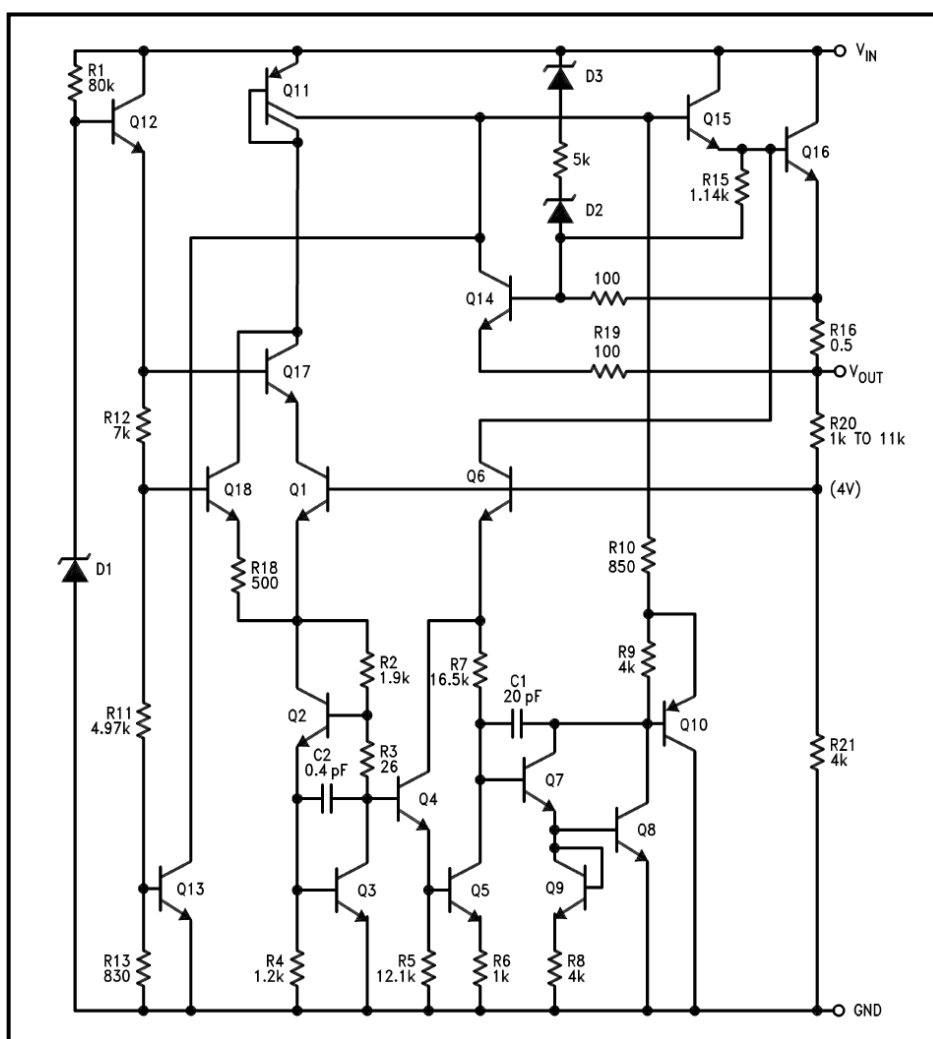 R1
80k
Q12
Q11
D3
5k
D2
Q15
Q16
R15
1.14k
V_IN
Q14
100
R19
100
R16
0.5
V_OUT
R20
1k TO 11k
(4V)
Q17
R12
7k
Q18
Q1
Q6
R18
500
D1
R10
850
R2
1.9k
R7
16.5k
C1
20 pF
R9
4k
Q10
R11
4.97k
Q2
C2
0.4 pF
R3
26
Q4
Q7
Q8
R21
4k
Q13
Q3
Q5
Q9
R13
830
R4
1.2k
R5
12.1k
R6
1k
R8
4k
GND